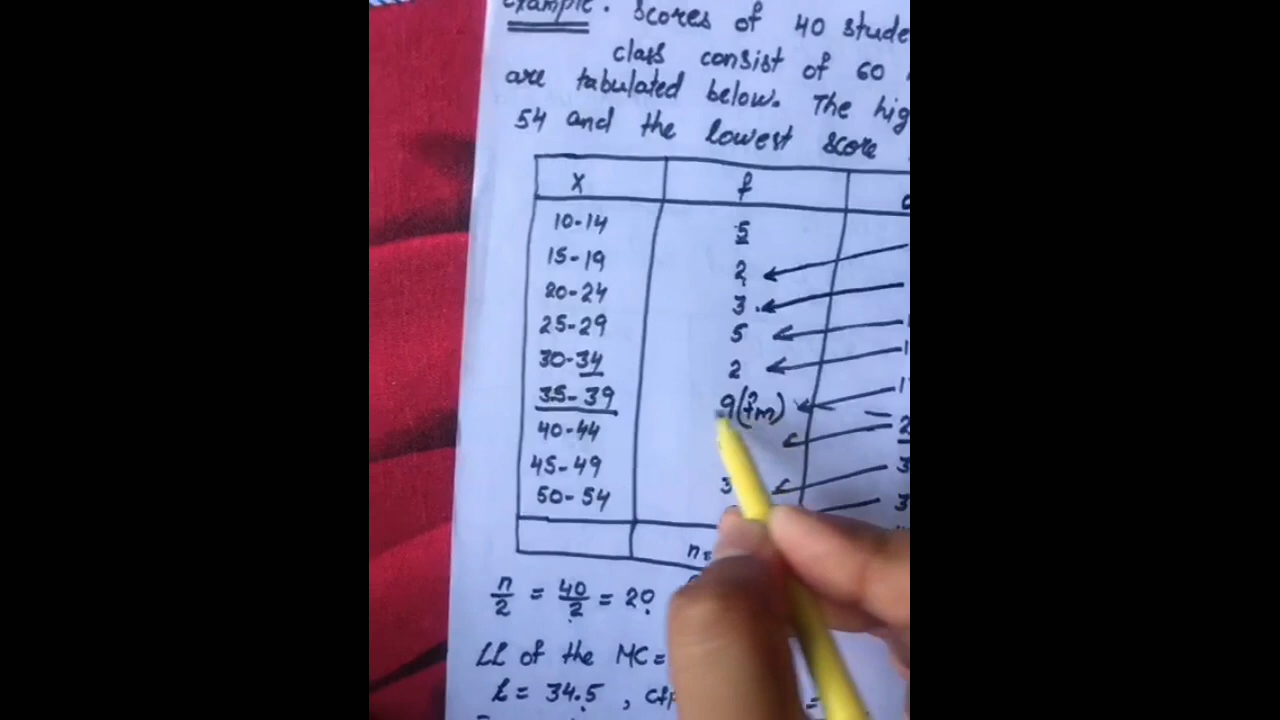 Example. Scores of 40
class consist of 60
are tabulated below. The
54 and the lowest score
X f
10-14 5
15-19 2
20-24 3
25-29 5
30-34 2
35-39 9(fm)
40-44
45-49 3
50-54
n=
n/2 = 40/2 = 20
LL of the MC=
L = 34.5 , cfp